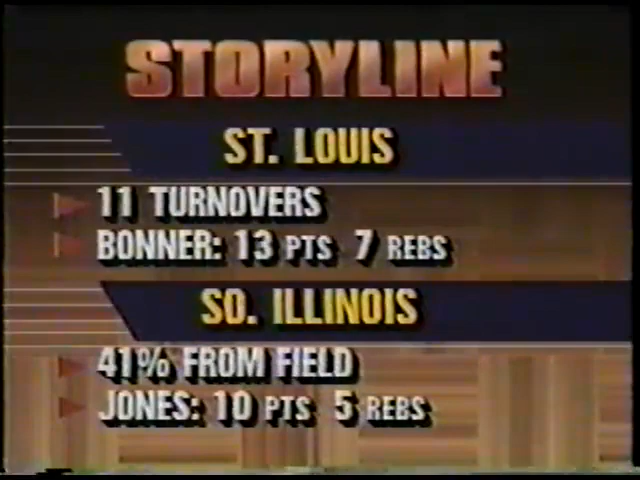 STORYLINE
ST. LOUIS
11 TURNOVERS
BONNER: 13 PTS 7 REBS
SO. ILLINOIS
41% FROM FIELD
JONES: 10 PTS 5 REBS